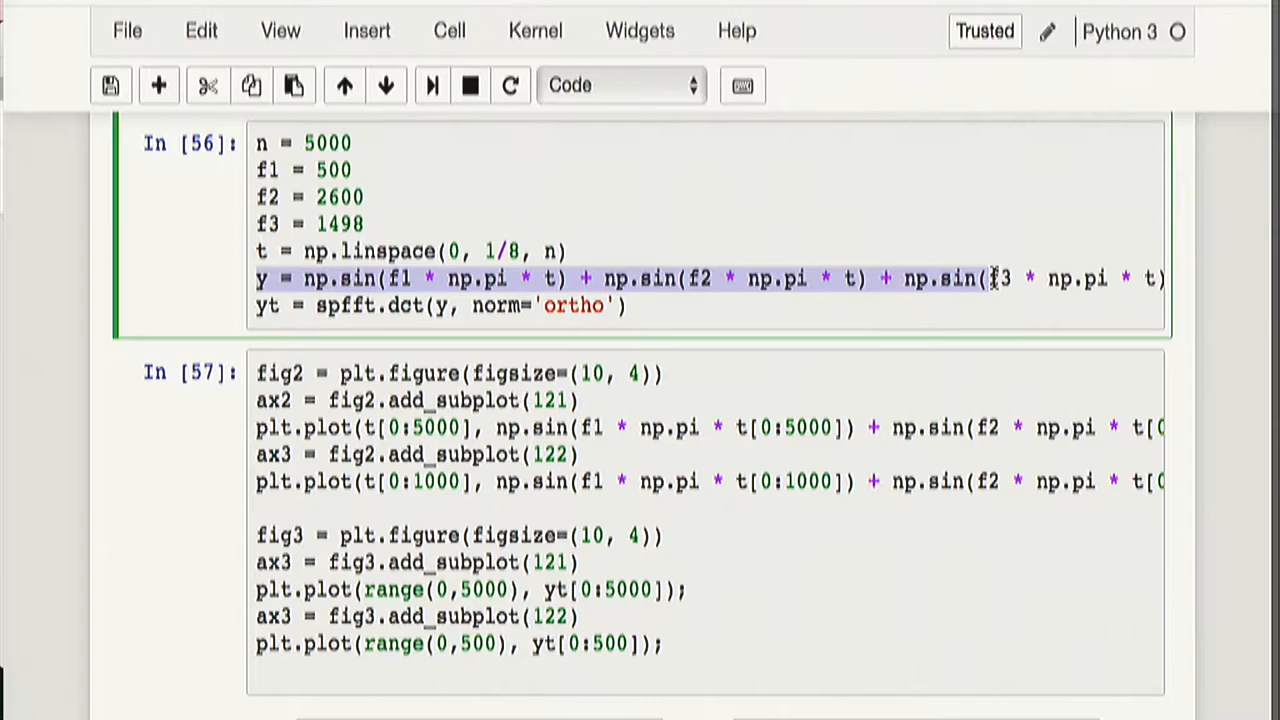 File Edit View Insert Cell Kernel Widgets Help Trusted Python 3
Code
In [56]:
n = 5000
f1 = 500
f2 = 2600
f3 = 1498
t = np.linspace(0, 1/8, n)
y = np.sin(f1 * np.pi * t) + np.sin(f2 * np.pi * t) + np.sin(f3 * np.pi * t)
yt = spfft.dct(y, norm='ortho')
In [57]:
fig2 = plt.figure(figsize=(10, 4))
ax2 = fig2.add_subplot(121)
plt.plot(t[0:5000], np.sin(f1 * np.pi * t[0:5000]) + np.sin(f2 * np.pi * t[0
ax3 = fig2.add_subplot(122)
plt.plot(t[0:1000], np.sin(f1 * np.pi * t[0:1000]) + np.sin(f2 * np.pi * t[0
fig3 = plt.figure(figsize=(10, 4))
ax3 = fig3.add_subplot(121)
plt.plot(range(0,5000), yt[0:5000]);
ax3 = fig3.add_subplot(122)
plt.plot(range(0,500), yt[0:500]);